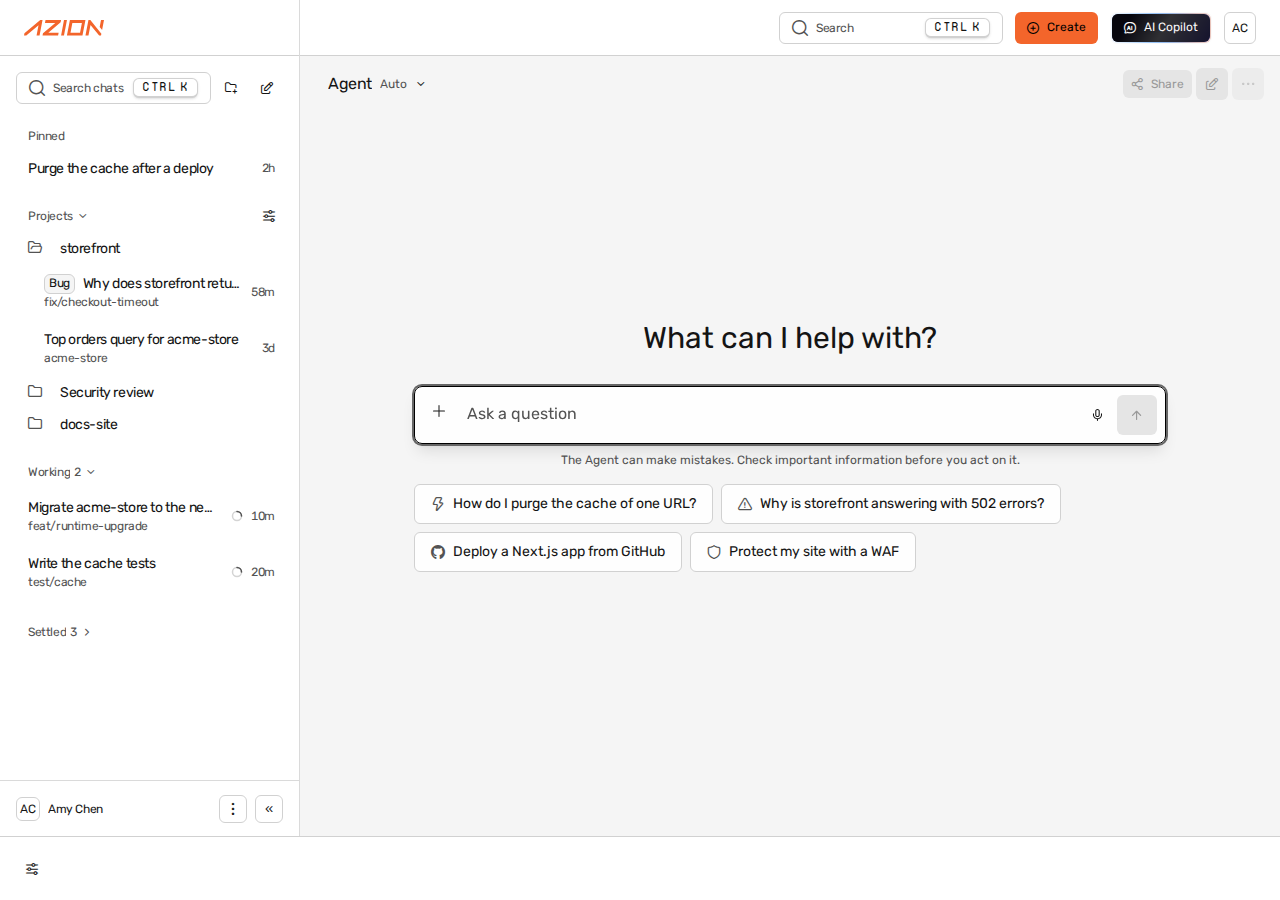 AZION
Search
CTRL K
Create
AI Copilot
AC
Search chats
CTRL K
Agent
Auto
Share
Pinned
Purge the cache after a deploy
2h
Projects
storefront
Bug
Why does storefront retu...
58m
fix/checkout-timeout
Top orders query for acme-store
3d
acme-store
Security review
docs-site
Working 2
Migrate acme-store to the ne...
10m
feat/runtime-upgrade
Write the cache tests
20m
test/cache
Settled 3
What can I help with?
Ask a question
The Agent can make mistakes. Check important information before you act on it.
How do I purge the cache of one URL?
Why is storefront answering with 502 errors?
Deploy a Next.js app from GitHub
Protect my site with a WAF
AC
Amy Chen